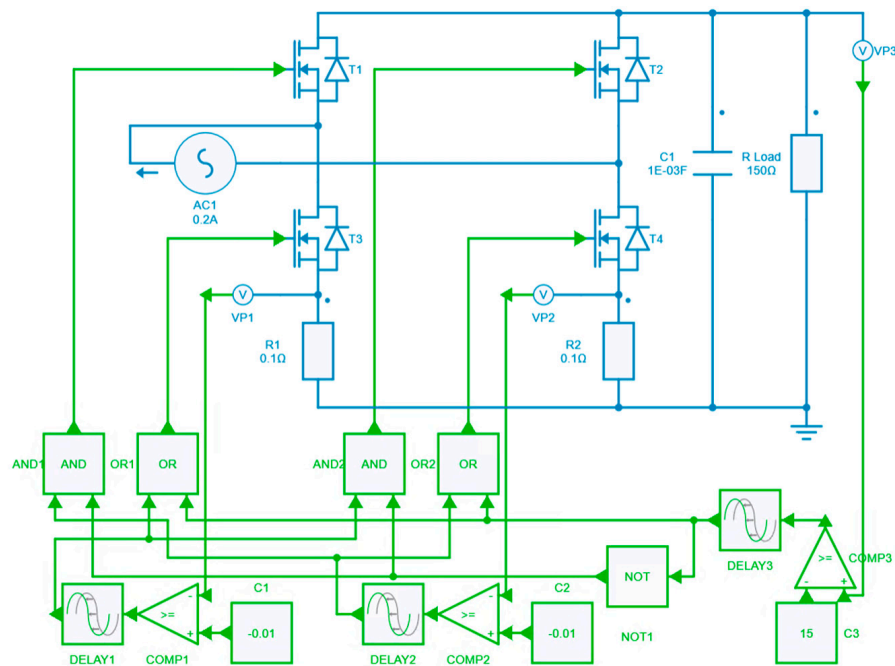 V
VP3
T1
T2
C1
1E-03F
R Load
150Ω
AC1
0.2A
T3
T4
V
VP1
V
VP2
R1
0.1Ω
R2
0.1Ω
AND1
AND
OR1
OR
AND2
AND
OR2
OR
DELAY3
>=
- +
COMP3
NOT
NOT1
C1
C2
-
>=
+
-0.01
-
>=
+
-0.01
15
C3
DELAY1
COMP1
DELAY2
COMP2